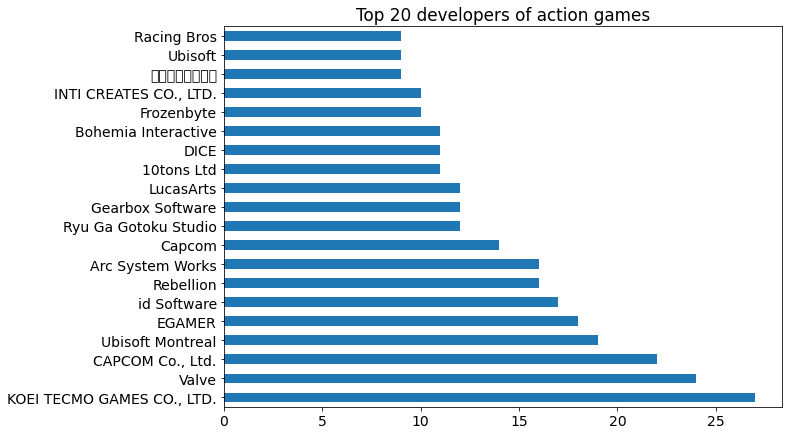 Top 20 developers of action games
Racing Bros
Ubisoft
INTI CREATES CO., LTD.
Frozenbyte
Bohemia Interactive
DICE
10tons Ltd
LucasArts
Gearbox Software
Ryu Ga Gotoku Studio
Capcom
Arc System Works
Rebellion
id Software
EGAMER
Ubisoft Montreal
CAPCOM Co., Ltd.
Valve
KOEI TECMO GAMES CO., LTD.
0 5 10 15 20 25